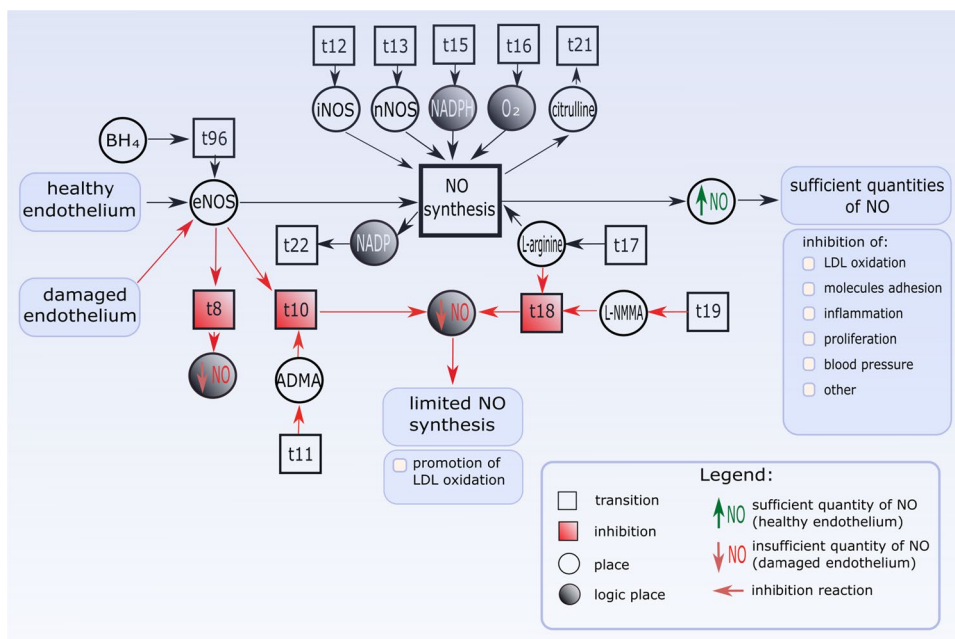 t12
t13
t15
t16
t21
iNOS
nNOS
NADPH
O₂
citrulline
BH₄
t96
healthy
endothelium
eNOS
NO
synthesis
NO
sufficient quantities
of NO
t22
NADP
L-arginine
t17
damaged
endothelium
t8
t10
NO
t18
L-NMMA
t19
inhibition of:
LDL oxidation
molecules adhesion
inflammation
proliferation
blood pressure
other
NO
ADMA
t11
limited NO
synthesis
promotion of
LDL oxidation
Legend:
transition
inhibition
place
logic place
NO
sufficient quantity of NO
(healthy endothelium)
NO
insufficient quantity of NO
(damaged endothelium)
inhibition reaction